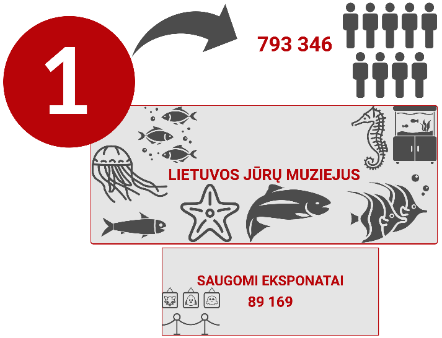 1
793 346
LIETUVOS JŪRŲ MUZIEJUS
SAUGOMI EKSPONATAI
89 169